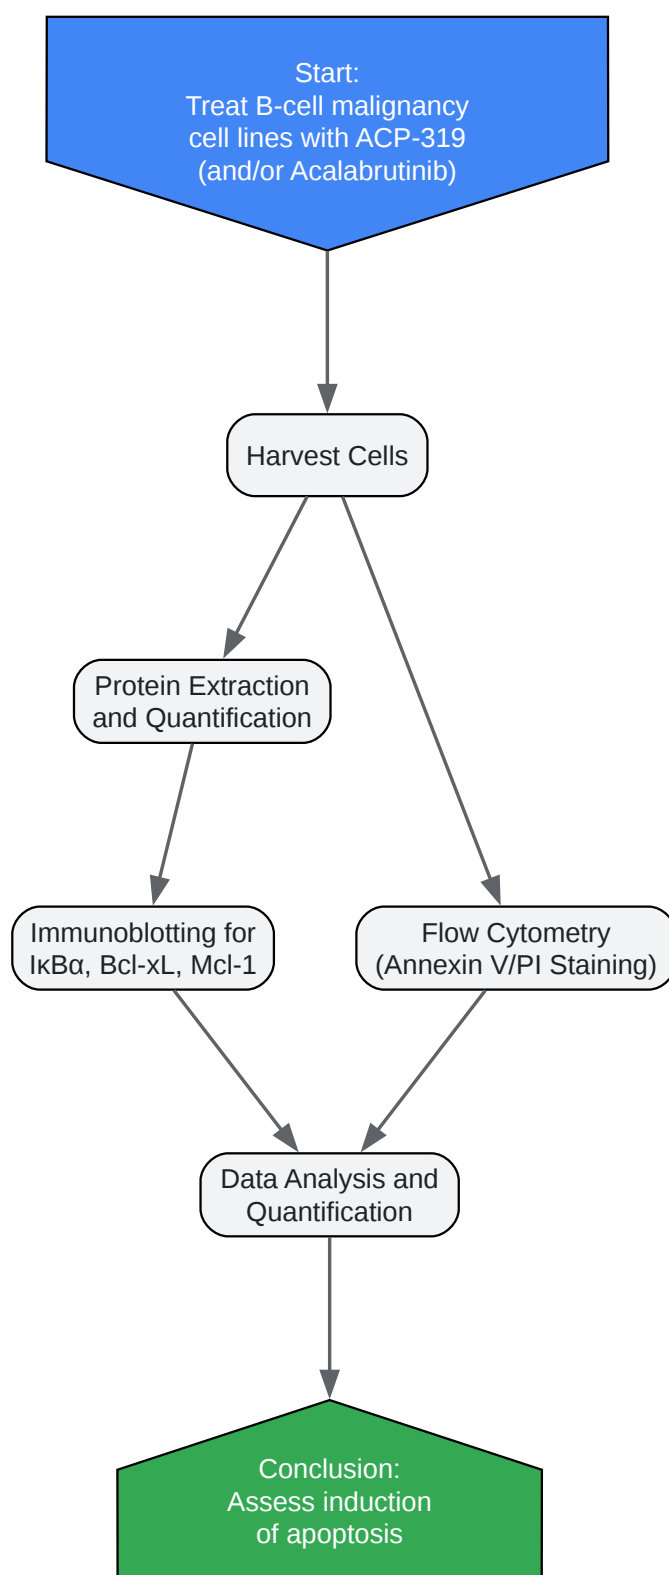 Start:
Treat B-cell malignancy
cell lines with ACP-319
(and/or Acalabrutinib)
Harvest Cells
Protein Extraction
and Quantification
Immunoblotting for
IκBα, Bcl-xL, Mcl-1
Flow Cytometry
(Annexin V/PI Staining)
Data Analysis and
Quantification
Conclusion:
Assess induction
of apoptosis